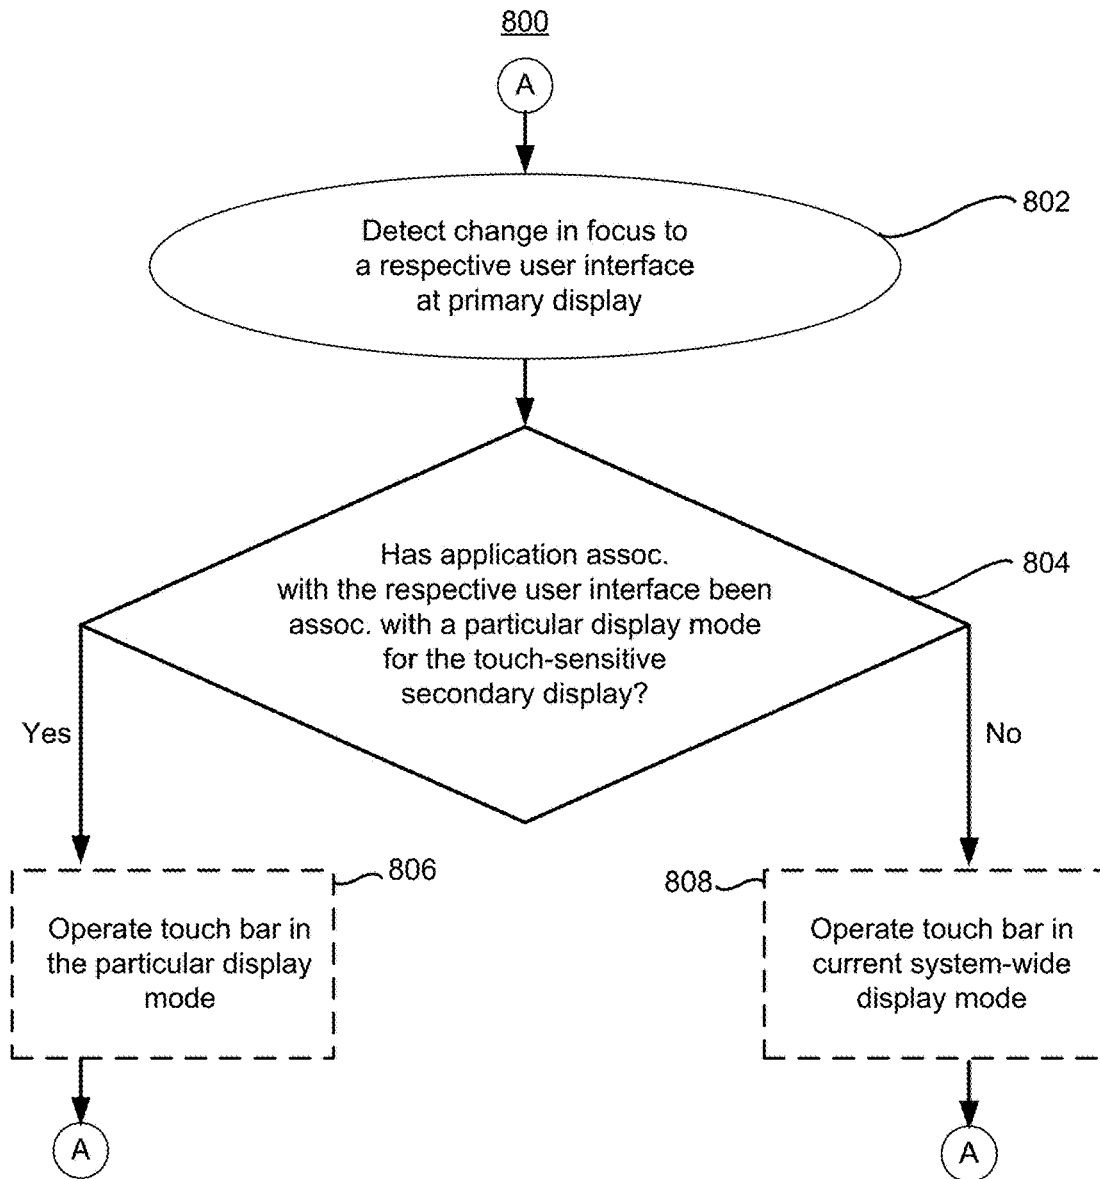 800
A
Detect change in focus to
a respective user interface
at primary display
802
Has application assoc.
with the respective user interface been
assoc. with a particular display mode
for the touch-sensitive
secondary display?
804
Yes
No
806
Operate touch bar in
the particular display
mode
808
Operate touch bar in
current system-wide
display mode
A
A